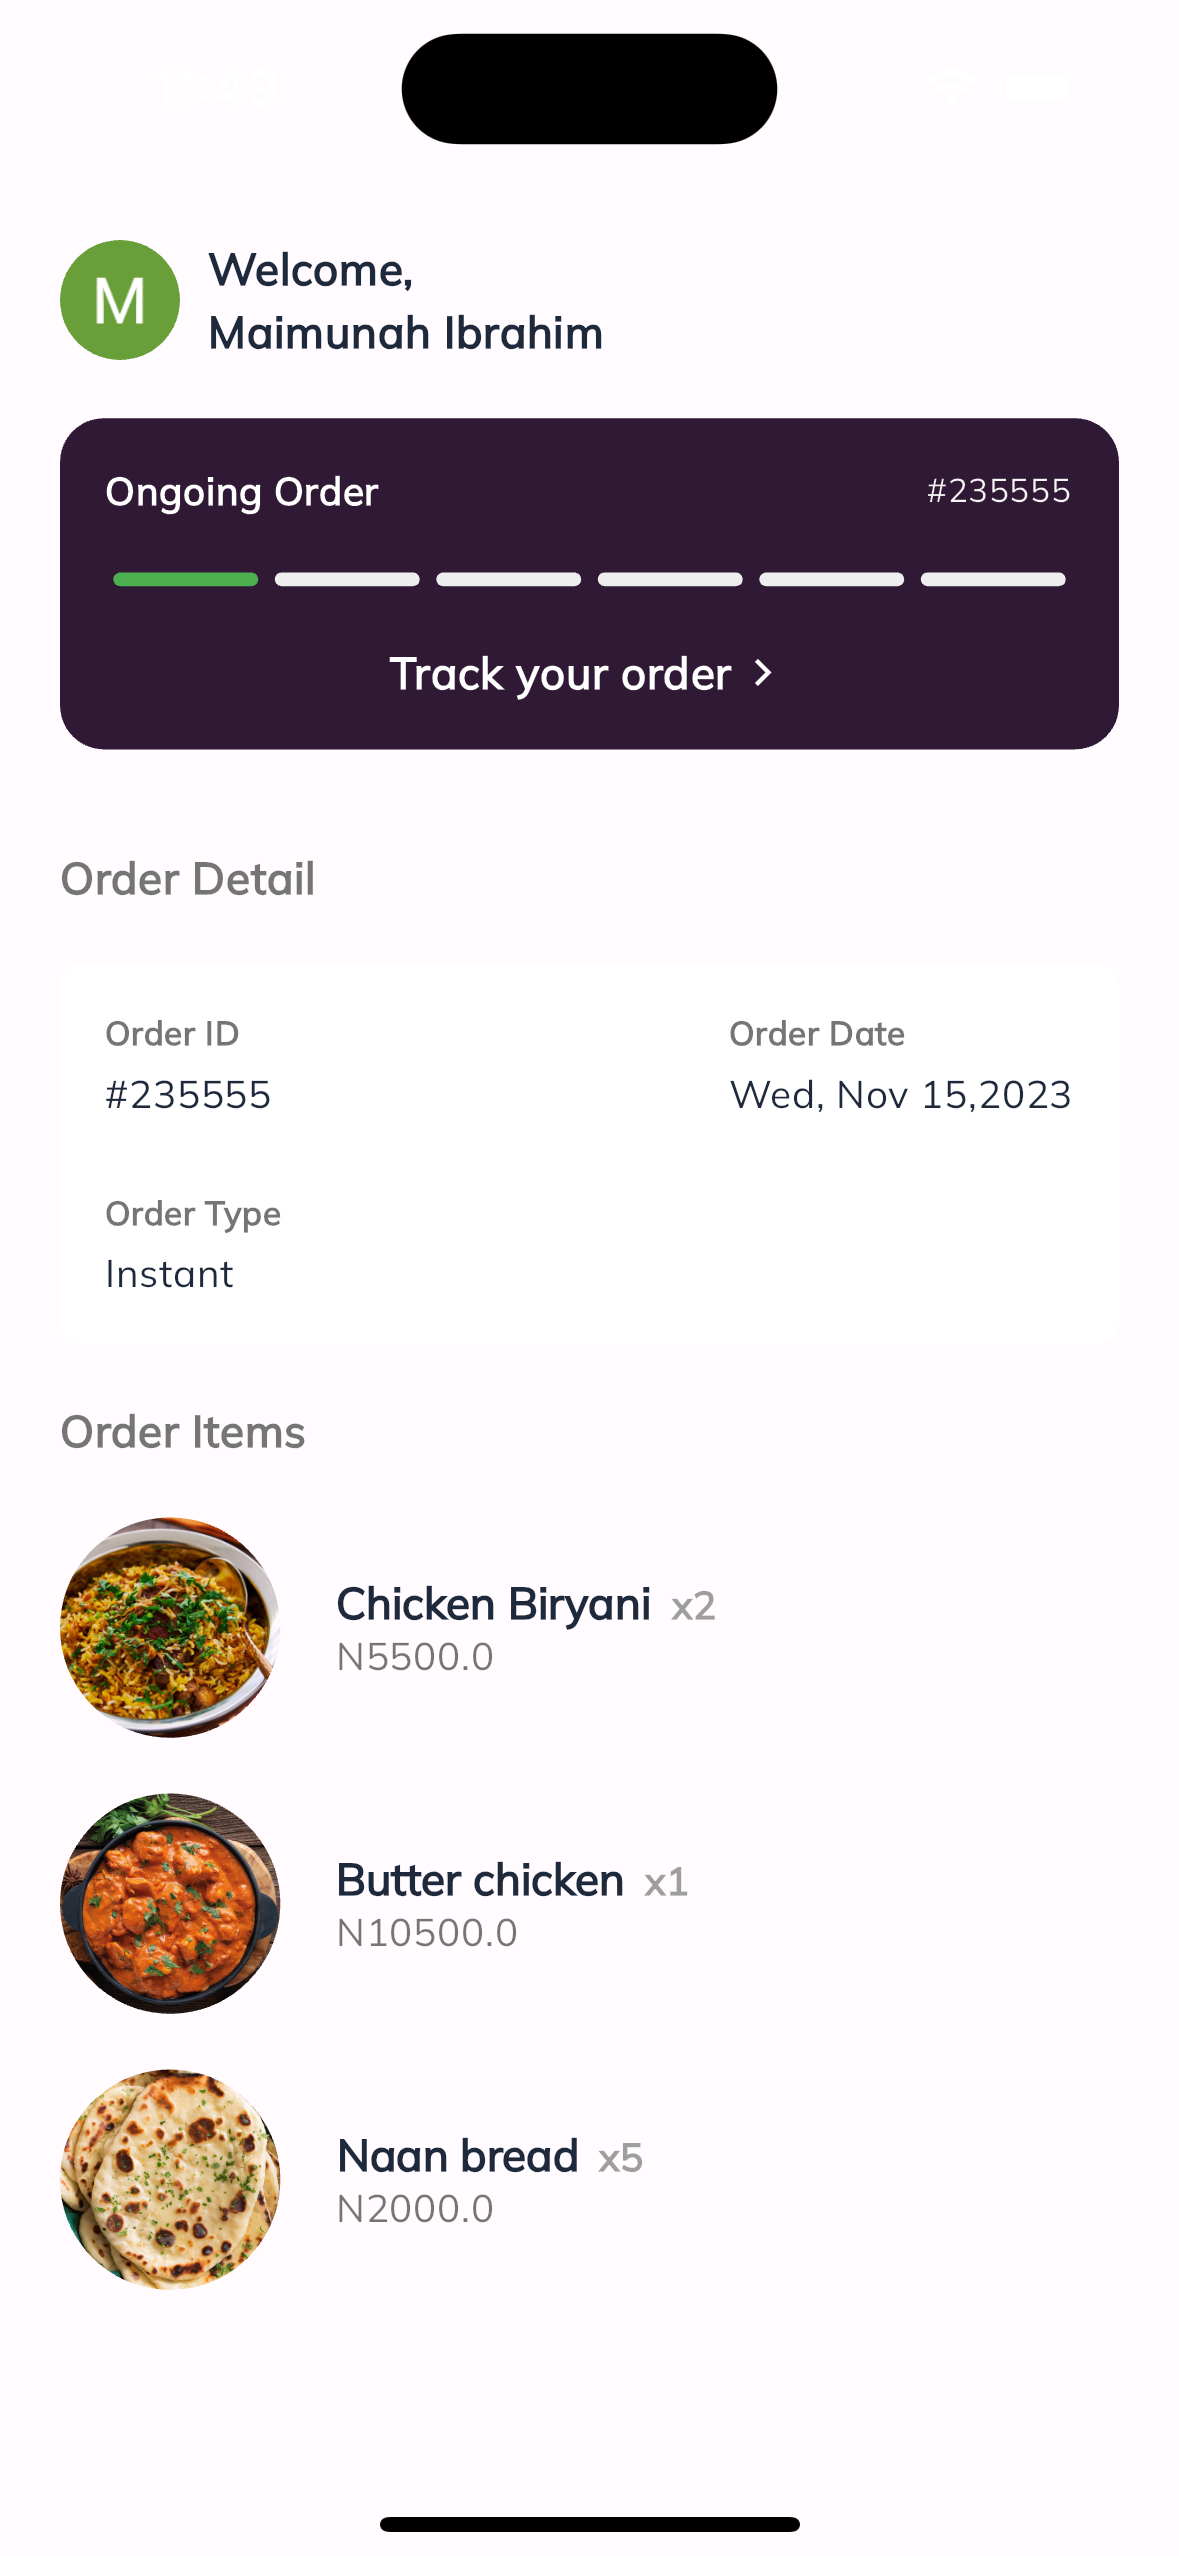 11:49
M
Welcome,
Maimunah Ibrahim
Ongoing Order
#235555
Track your order
Order Detail
Order ID
Order Date
#235555
Wed, Nov 15,2023
Order Type
Instant
Order Items
Chicken Biryani x2
N5500.0
Butter chicken x1
N10500.0
Naan bread x5
N2000.0